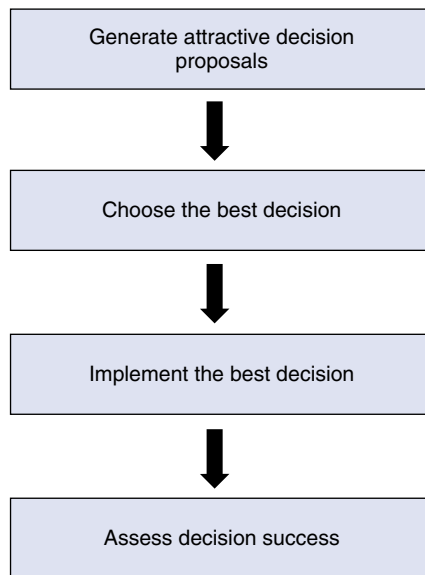 Generate attractive decision
proposals
Choose the best decision
Implement the best decision
Assess decision success